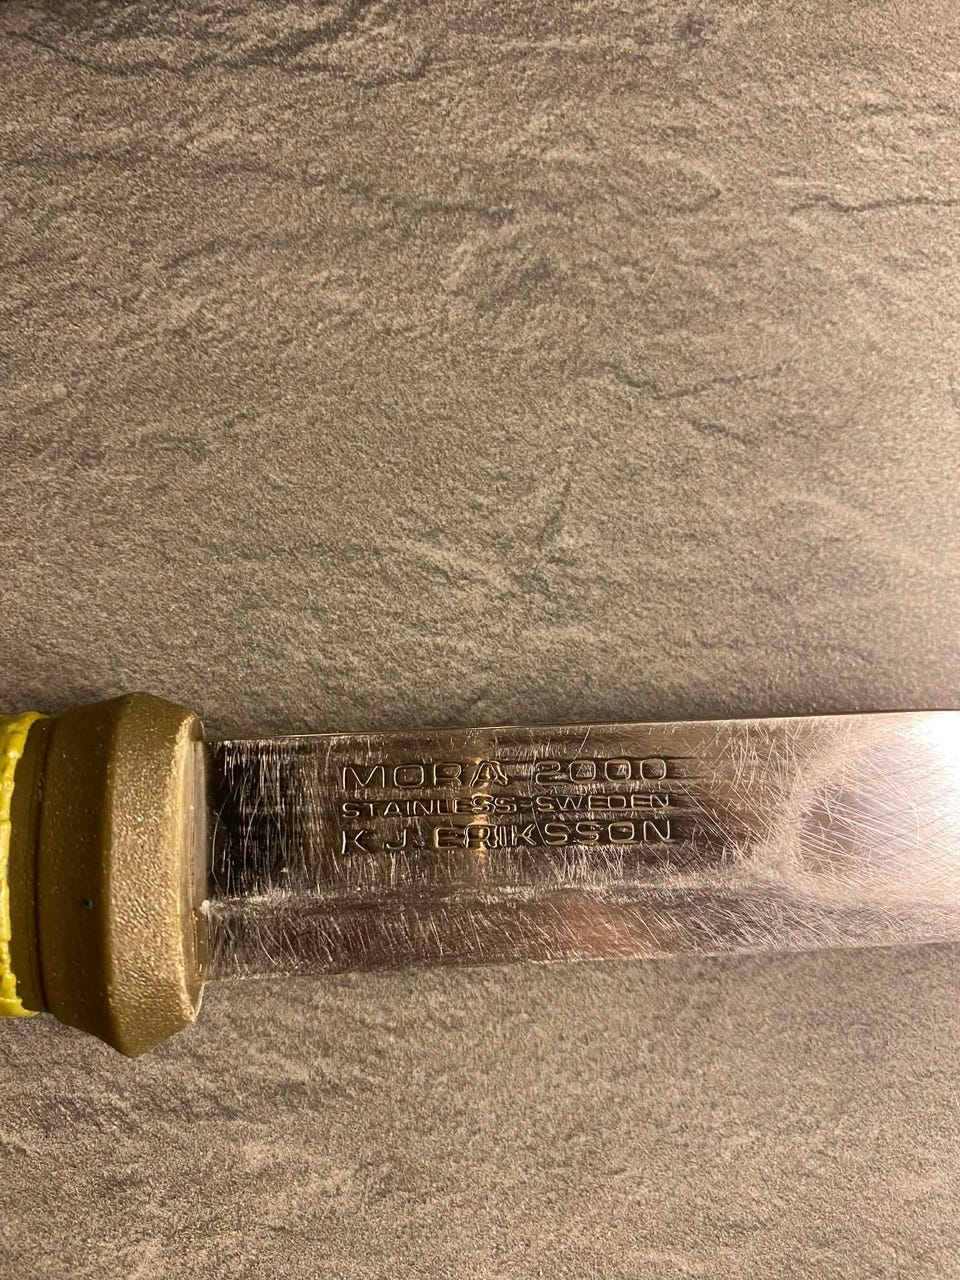 MORA 2000
STAINLESS-SWEDEN
K.J. ERIKSSON